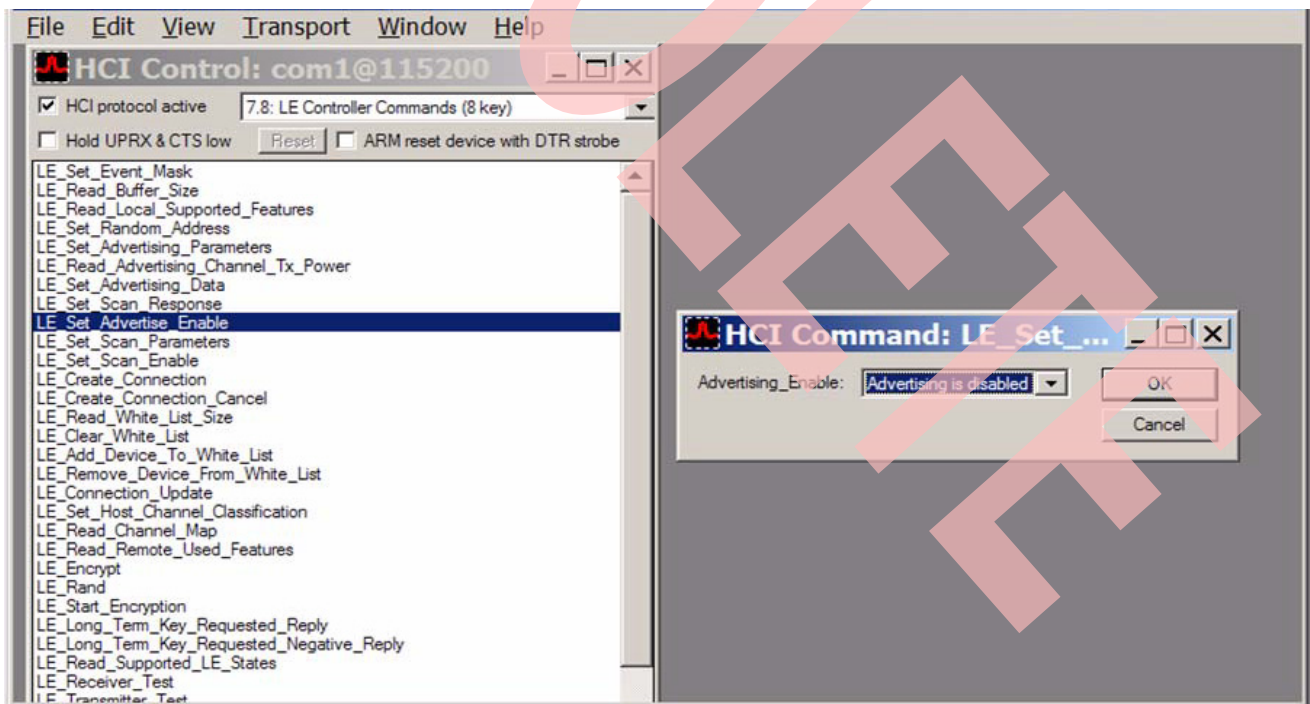 File Edit View Transport Window Help
HCI Control: com1@115200
HCI protocol active 7.8: LE Controller Commands (8 key)
Hold UPRX & CTS low Reset ARM reset device with DTR strobe
LE_Set_Event_Mask
LE_Read_Buffer_Size
LE_Read_Local_Supported_Features
LE_Set_Random_Address
LE_Set_Advertising_Parameters
LE_Read_Advertising_Channel_Tx_Power
LE_Set_Advertising_Data
LE_Set_Scan_Response
LE_Set_Advertise_Enable
LE_Set_Scan_Parameters
LE_Set_Scan_Enable
LE_Create_Connection
LE_Create_Connection_Cancel
LE_Read_White_List_Size
LE_Clear_White_List
LE_Add_Device_To_White_List
LE_Remove_Device_From_White_List
LE_Connection_Update
LE_Set_Host_Channel_Classification
LE_Read_Channel_Map
LE_Read_Remote_Used_Features
LE_Encrypt
LE_Rand
LE_Start_Encryption
LE_Long_Term_Key_Requested_Reply
LE_Long_Term_Key_Requested_Negative_Reply
LE_Read_Supported_LE_States
LE_Receiver_Test
LE_Transmitter_Test
HCI Command: LE_Set_...
Advertising_Enable: Advertising is disabled OK
Cancel